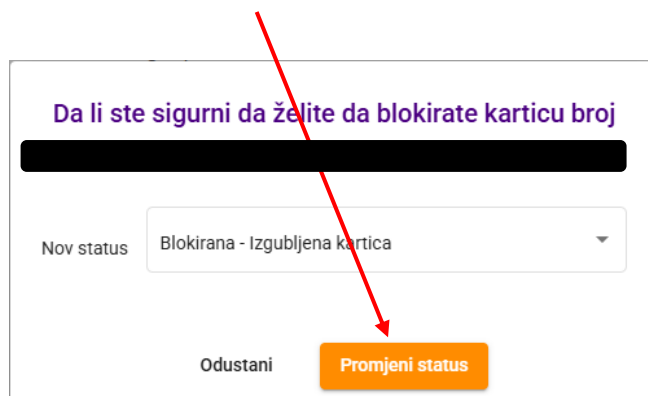 Da li ste sigurni da želite da blokirate karticu broj
Nov status
Blokirana - Izgubljena kartica
Odustani
Promjeni status